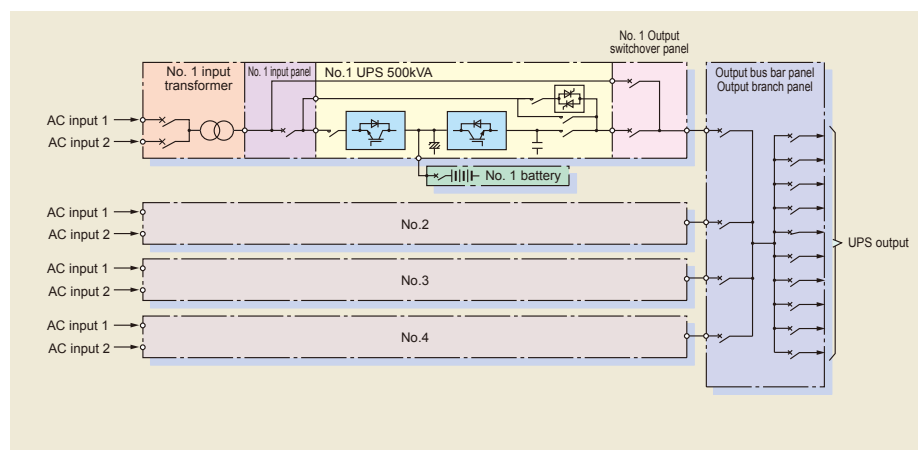 No. 1 Output
switchover panel
No. 1 input
transformer
No. 1 input panel
No.1 UPS 500kVA
Output bus bar panel
Output branch panel
AC input 1
AC input 2
No. 1 battery
AC input 1
AC input 2
No.2
UPS output
AC input 1
AC input 2
No.3
AC input 1
AC input 2
No.4